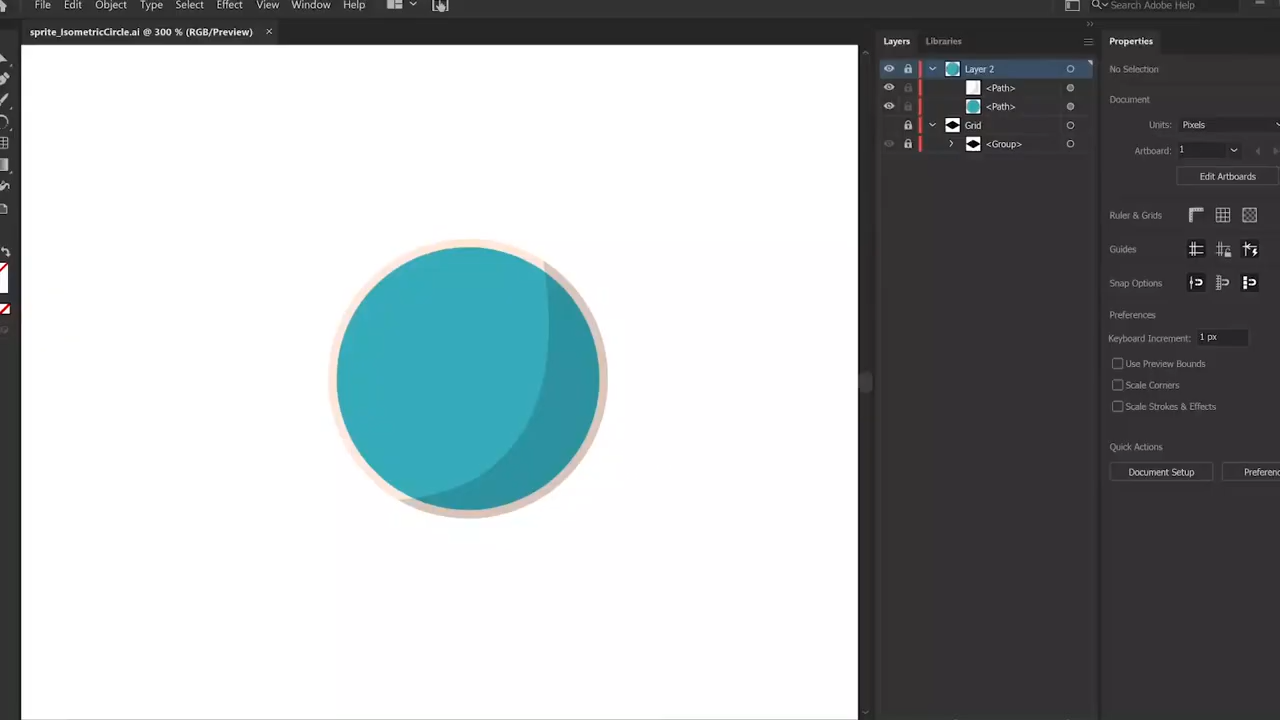 File Edit Object Type Select Effect View Window Help Search Adobe Help
sprite_IsometricCircle.ai @ 300 % (RGB/Preview) ×
Layers Libraries
Layer 2
<Path>
<Path>
Grid
<Group>
Properties
No Selection
Document
Units: Pixels
Artboard: 1
Edit Artboards
Ruler & Grids
Guides
Snap Options
Preferences
Keyboard Increment: 1 px
Use Preview Bounds
Scale Corners
Scale Strokes & Effects
Quick Actions
Document Setup Preferenc